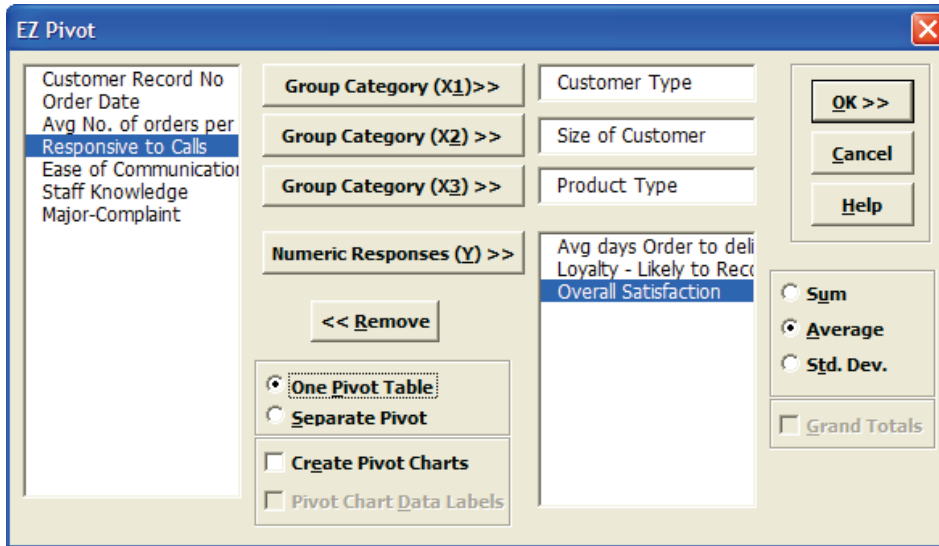 EZ Pivot
Customer Record No
Order Date
Avg No. of orders per
Responsive to Calls
Ease of Communication
Staff Knowledge
Major-Complaint
Group Category (X1)>>
Group Category (X2) >>
Group Category (X3) >>
Numeric Responses (Y) >>
<< Remove
One Pivot Table
Separate Pivot
Create Pivot Charts
Pivot Chart Data Labels
Customer Type
Size of Customer
Product Type
Avg days Order to deli
Loyalty - Likely to Reco
Overall Satisfaction
OK >>
Cancel
Help
Sum
Average
Std. Dev.
Grand Totals